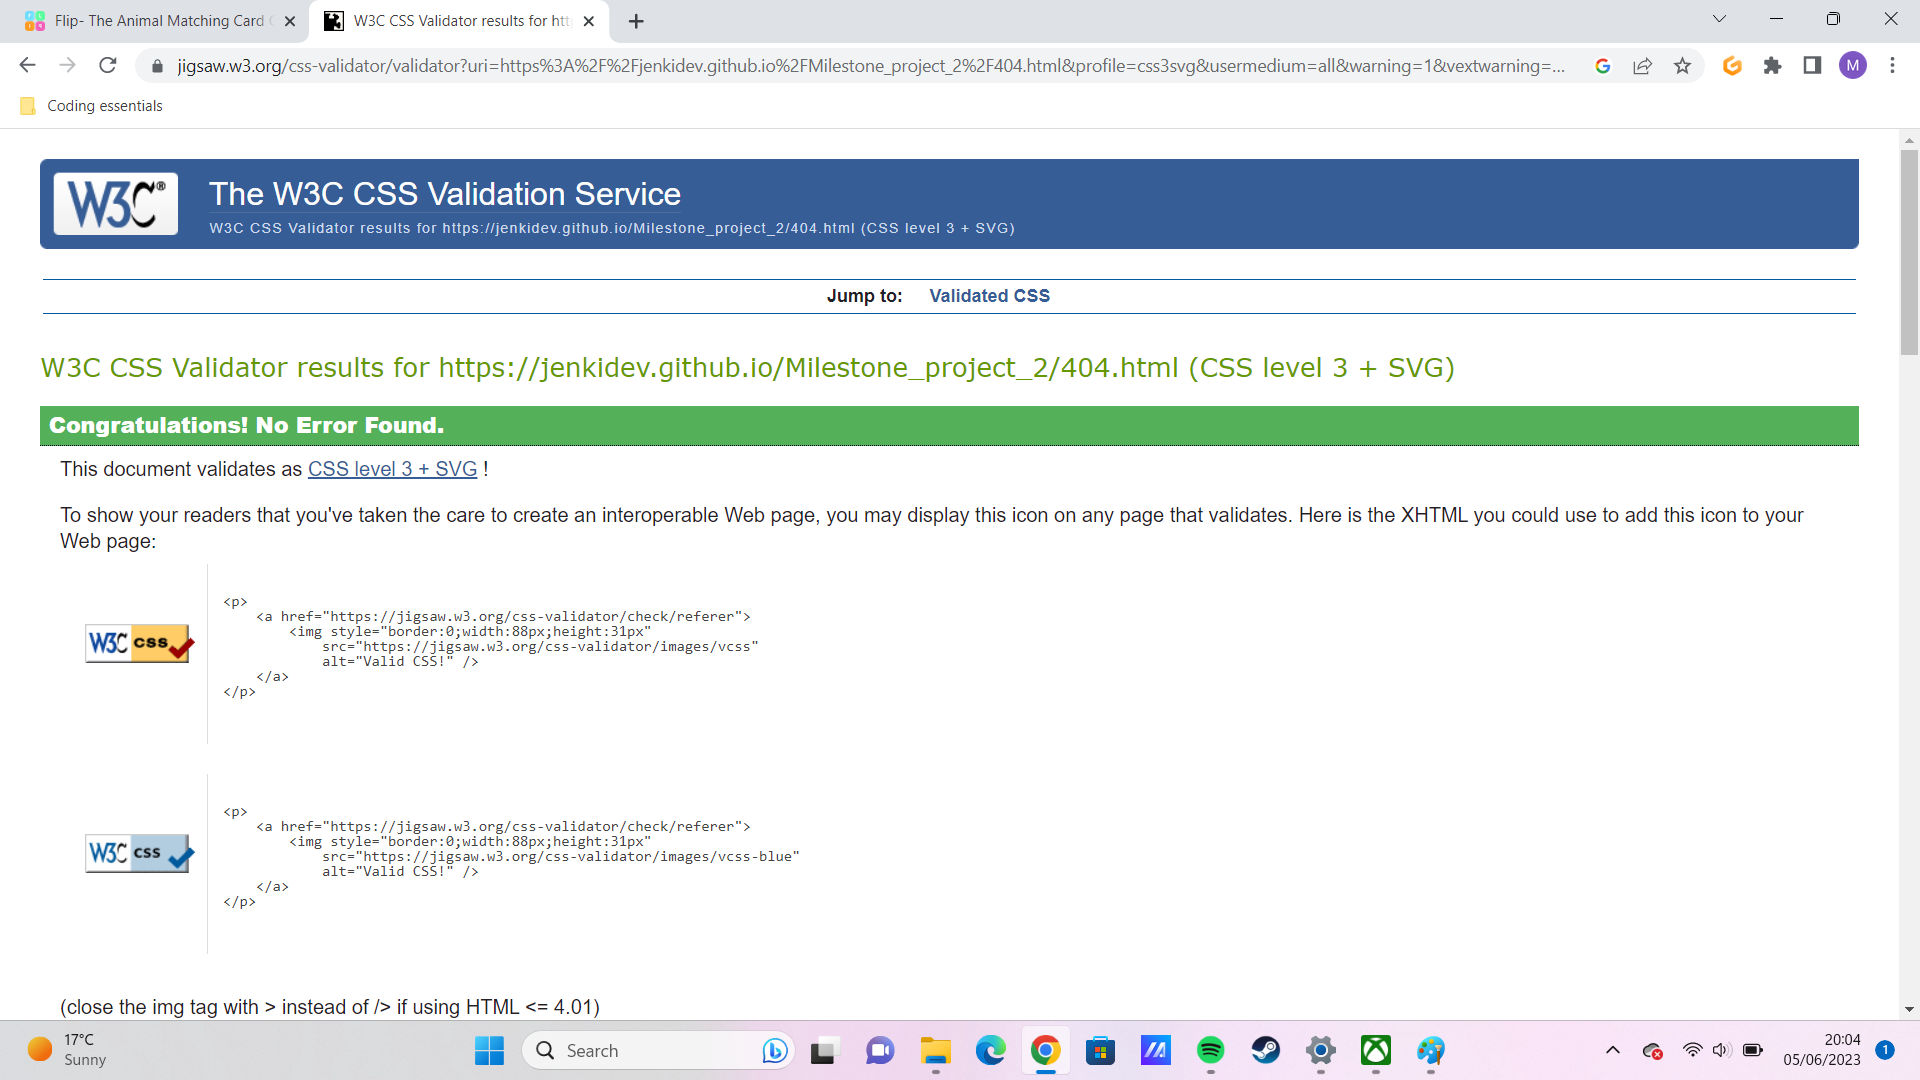 Flip- The Animal Matching Card
W3C CSS Validator results for htt
jigsaw.w3.org/css-validator/validator?uri=https%3A%2F%2Fjenkidev.github.io%2FMilestone_project_2%2F404.html&profile=css3svg&usermedium=all&warning=1&vextwarning=...
M
Coding essentials
W3C®
The W3C CSS Validation Service
W3C CSS Validator results for https://jenkidev.github.io/Milestone_project_2/404.html (CSS level 3 + SVG)
Jump to: Validated CSS
W3C CSS Validator results for https://jenkidev.github.io/Milestone_project_2/404.html (CSS level 3 + SVG)
Congratulations! No Error Found.
This document validates as CSS level 3 + SVG !
To show your readers that you've taken the care to create an interoperable Web page, you may display this icon on any page that validates. Here is the XHTML you could use to add this icon to your
Web page:
W3C css
<p>
<a href="https://jigsaw.w3.org/css-validator/check/referer">
<img style="border:0;width:88px;height:31px"
src="https://jigsaw.w3.org/css-validator/images/vcss"
alt="Valid CSS!" />
</a>
</p>
W3C css
<p>
<a href="https://jigsaw.w3.org/css-validator/check/referer">
<img style="border:0;width:88px;height:31px"
src="https://jigsaw.w3.org/css-validator/images/vcss-blue"
alt="Valid CSS!" />
</a>
</p>
(close the img tag with > instead of /> if using HTML <= 4.01)
17°C
Sunny
Search
20:04
05/06/2023
1